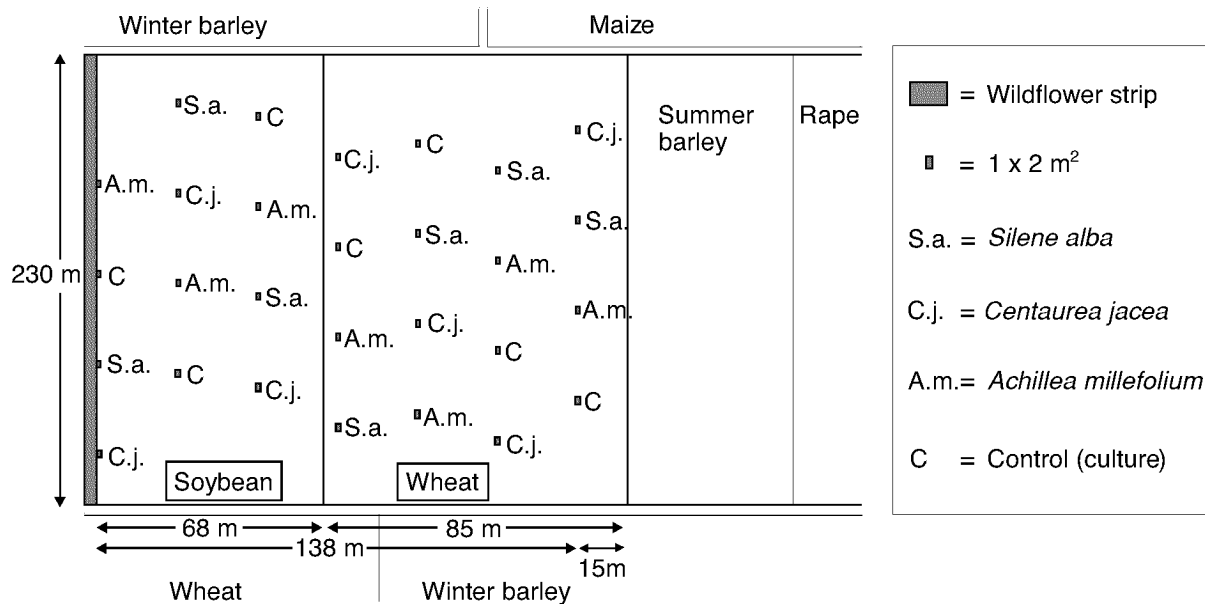 Winter barley
Maize
S.a.
C
C.j.
C
C.j.
Summer
barley
Rape
S.a.
A.m.
C.j.
A.m.
S.a.
C
S.a.
A.m.
230 m
C
A.m.
S.a.
A.m.
C.j.
A.m.
C
S.a.
C
C.j.
C
S.a.
A.m.
C.j.
C.j.
Soybean
Wheat
68 m
85 m
138 m
15m
Wheat
Winter barley
= Wildflower strip
= 1 x 2 m²
S.a. = Silene alba
C.j. = Centaurea jacea
A.m.= Achillea millefolium
C = Control (culture)